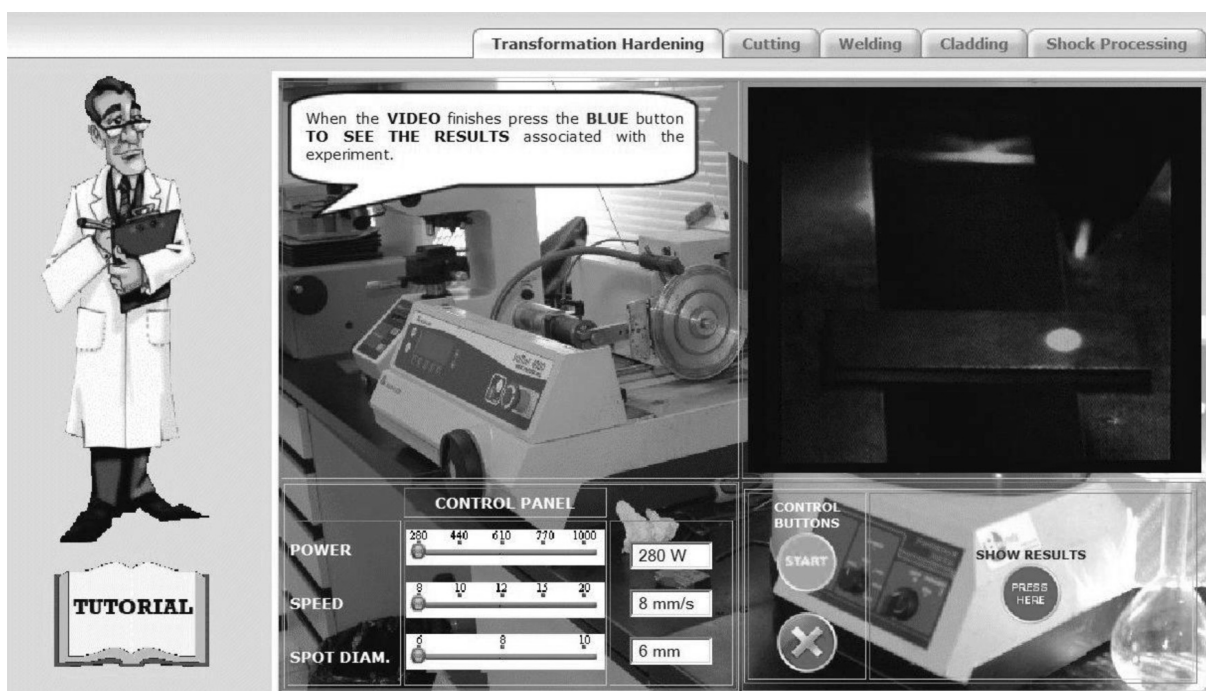 Transformation Hardening
Cutting
Welding
Cladding
Shock Processing
When the VIDEO finishes press the BLUE button
TO SEE THE RESULTS associated with the
experiment.
TUTORIAL
CONTROL PANEL
POWER
280 440 610 770 1000
280 W
SPEED
8 10 12 15 20
8 mm/s
SPOT DIAM.
6 8 10
6 mm
CONTROL
BUTTONS
START
SHOW RESULTS
PRESS
HERE